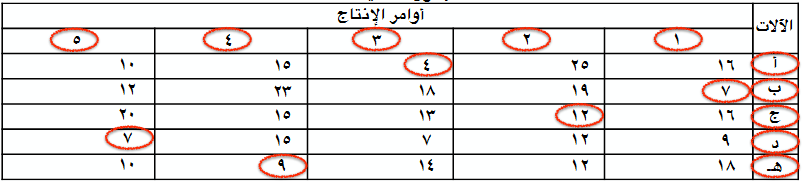 أوامر الإنتاج
الآلات ١ ٢ ٣ ٤ ٥
أ ١٦ ٢٥ ٤ ١٥ ١٠
ب ٧ ١٩ ١٨ ٢٣ ١٢
ج ١٦ ١٢ ١٣ ١٥ ٢٠
د ٩ ١٢ ٧ ١٥ ٧
هـ ١٨ ١٢ ١٤ ٩ ١٠